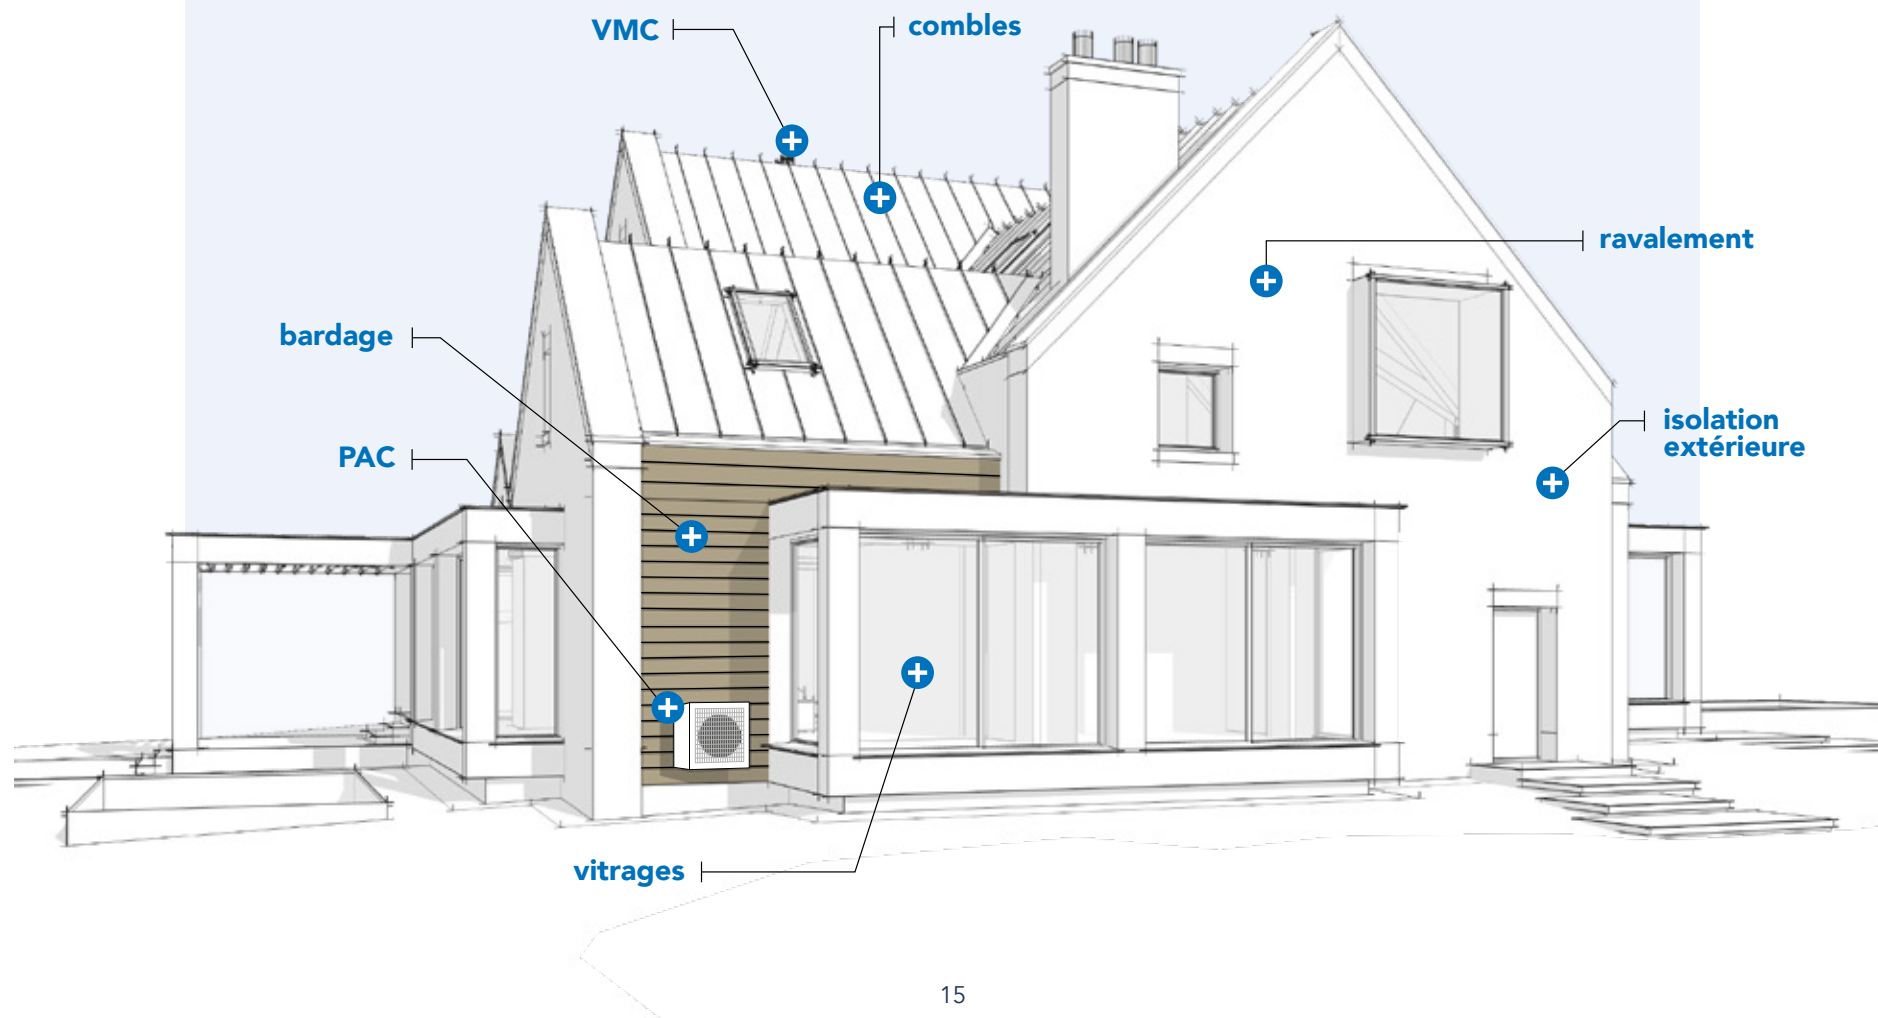 VMC
combles
ravalement
bardage
isolation
extérieure
PAC
vitrages
15